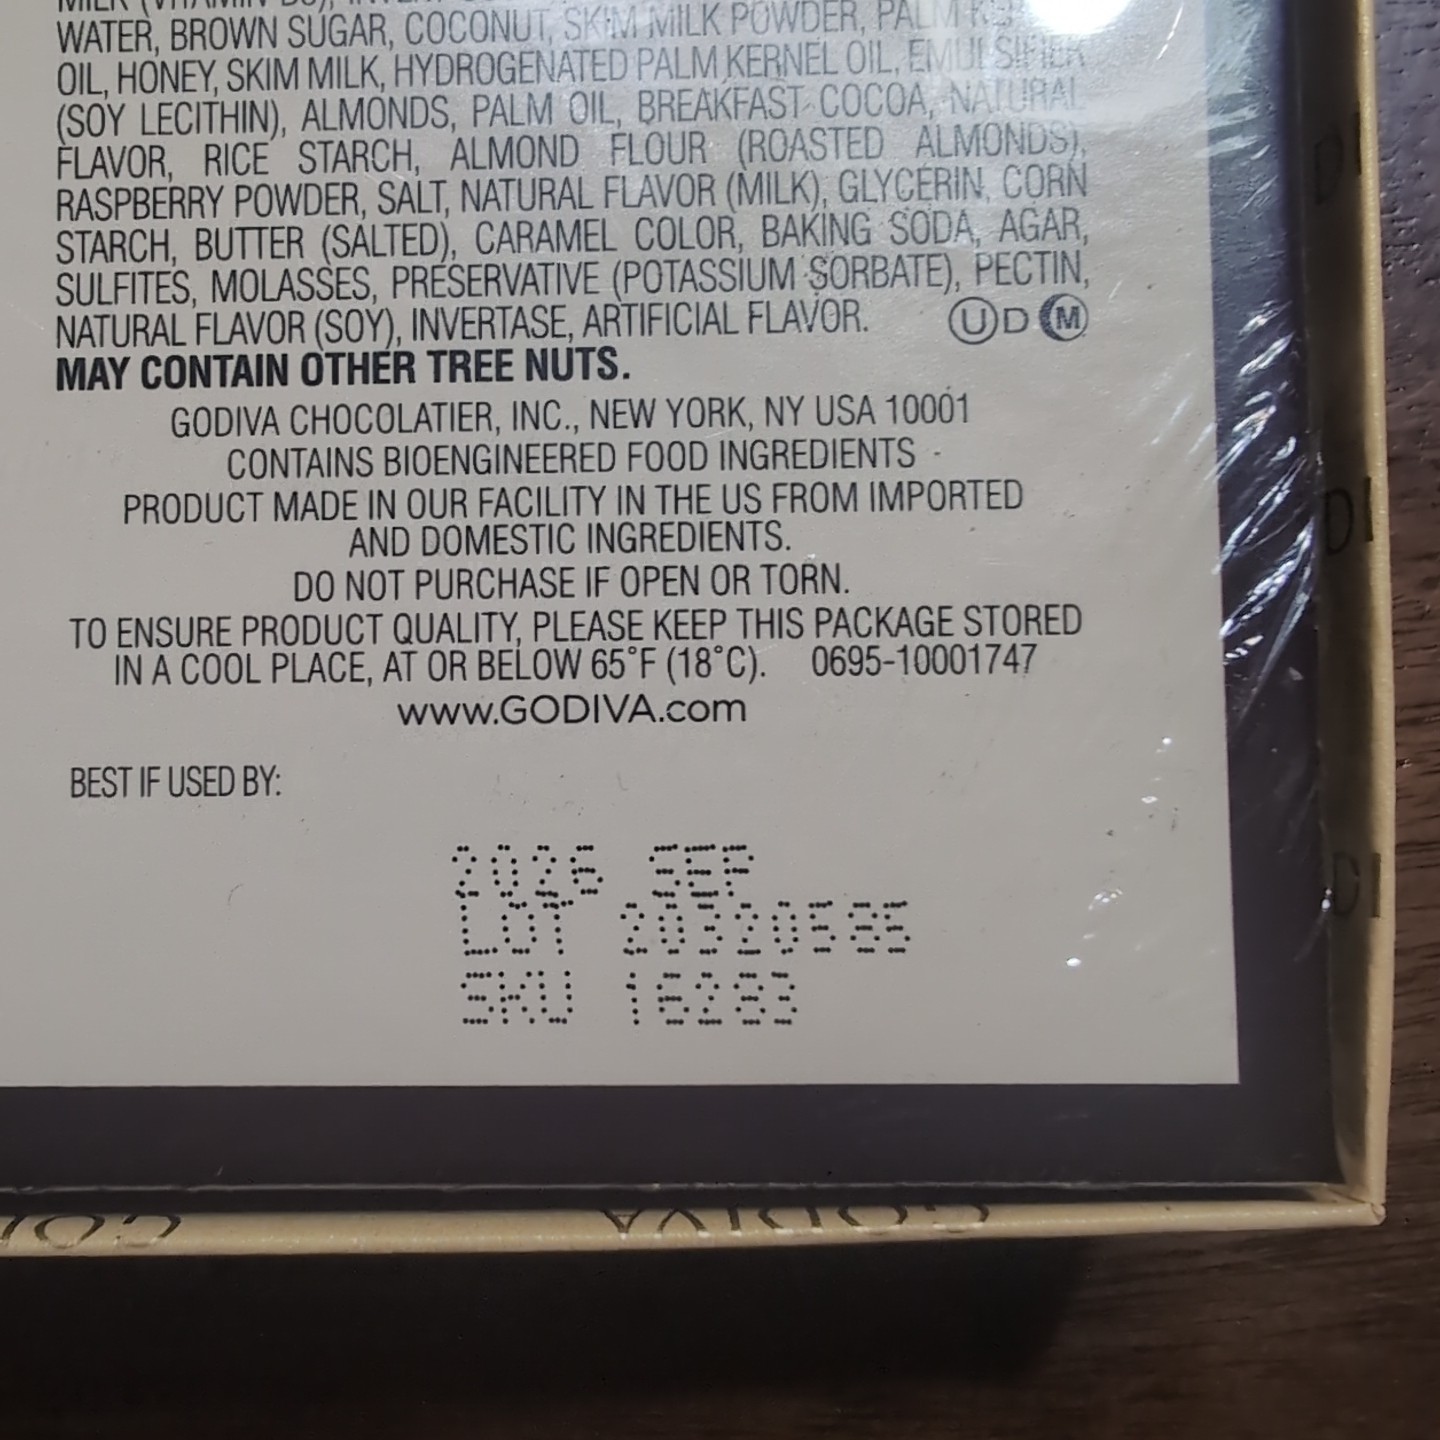 WATER, BROWN SUGAR, COCONUT, SKIM MILK POWDER, PALM
OIL, HONEY, SKIM MILK, HYDROGENATED PALM KERNEL OIL, EMULSIFIER
(SOY LECITHIN), ALMONDS, PALM OIL, BREAKFAST COCOA, NATURAL
FLAVOR, RICE STARCH, ALMOND FLOUR (ROASTED ALMONDS),
RASPBERRY POWDER, SALT, NATURAL FLAVOR (MILK), GLYCERIN, CORN
STARCH, BUTTER (SALTED), CARAMEL COLOR, BAKING SODA, AGAR,
SULFITES, MOLASSES, PRESERVATIVE (POTASSIUM SORBATE), PECTIN,
NATURAL FLAVOR (SOY), INVERTASE, ARTIFICIAL FLAVOR. U D M
MAY CONTAIN OTHER TREE NUTS.
GODIVA CHOCOLATIER, INC., NEW YORK, NY USA 10001
CONTAINS BIOENGINEERED FOOD INGREDIENTS
PRODUCT MADE IN OUR FACILITY IN THE US FROM IMPORTED
AND DOMESTIC INGREDIENTS.
DO NOT PURCHASE IF OPEN OR TORN.
TO ENSURE PRODUCT QUALITY, PLEASE KEEP THIS PACKAGE STORED
IN A COOL PLACE, AT OR BELOW 65°F (18°C). 0695-10001747
www.GODIVA.com
BEST IF USED BY:
2026 SEP
LOT 20320585
SKU 16283
GODIVA